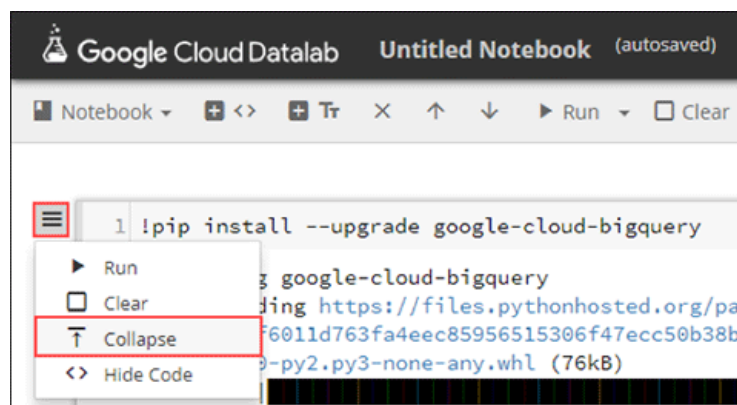 Google Cloud Datalab Untitled Notebook (autosaved)
Notebook <> Tт Run Clear
1 !pip install --upgrade google-cloud-bigquery
Run
g google-cloud-bigquery
Clear
ding https://files.pythonhosted.org/pa
Collapse
f6011d763fa4eec85956515306f47ecc50b38b
<> Hide Code
-py2.py3-none-any.whl (76kB)